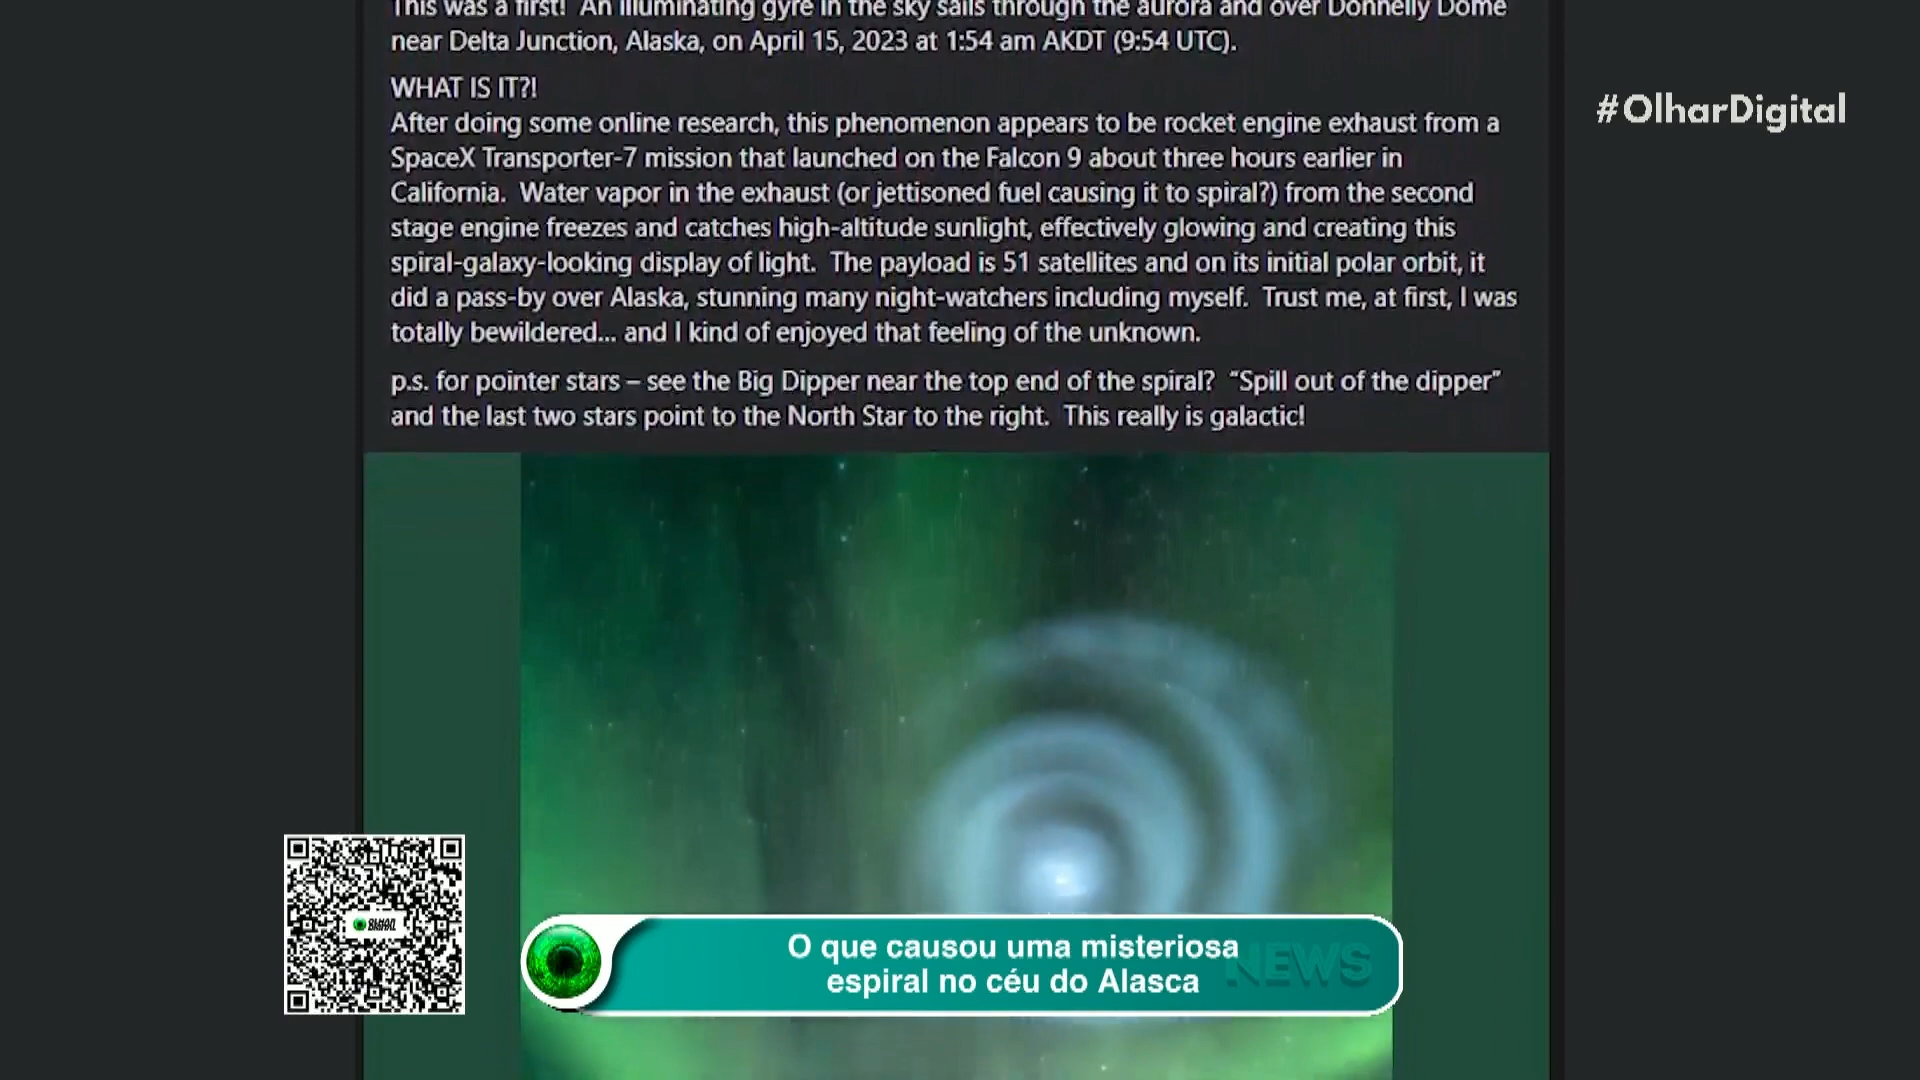 This was a first!  An illuminating gyre in the sky sails through the aurora and over Donnelly Dome
near Delta Junction, Alaska, on April 15, 2023 at 1:54 am AKDT (9:54 UTC).
WHAT IS IT?!
After doing some online research, this phenomenon appears to be rocket engine exhaust from a
SpaceX Transporter-7 mission that launched on the Falcon 9 about three hours earlier in
California.  Water vapor in the exhaust (or jettisoned fuel causing it to spiral?) from the second
stage engine freezes and catches high-altitude sunlight, effectively glowing and creating this
spiral-galaxy-looking display of light.  The payload is 51 satellites and on its initial polar orbit, it
did a pass-by over Alaska, stunning many night-watchers including myself.  Trust me, at first, I was
totally bewildered... and I kind of enjoyed that feeling of the unknown.
p.s. for pointer stars – see the Big Dipper near the top end of the spiral?  “Spill out of the dipper”
and the last two stars point to the North Star to the right.  This really is galactic!
#OlharDigital
O que causou uma misteriosa
espiral no céu do Alasca
NEWS